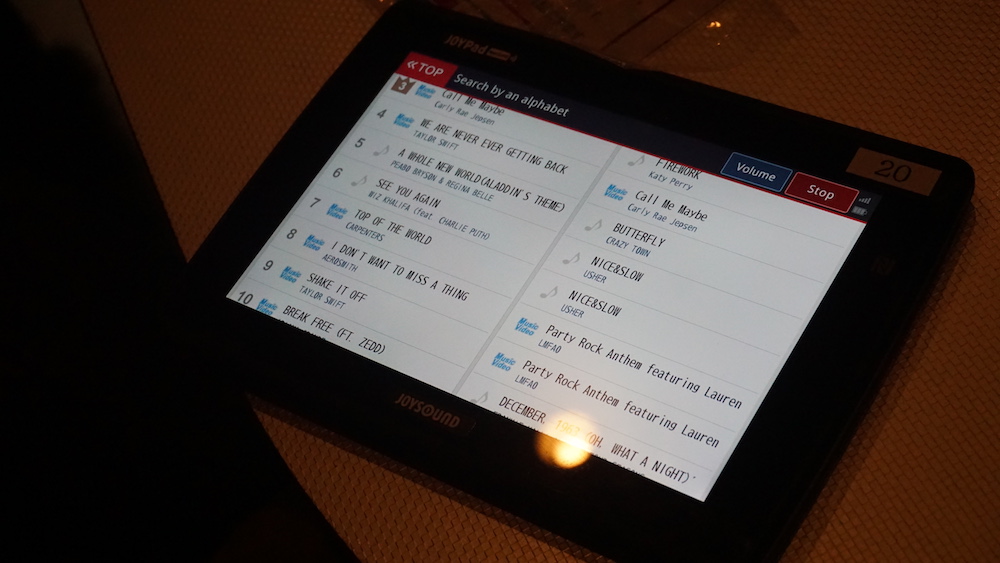 JOYPad
20
«TOP
Search by an alphabet
Volume
Stop
3
Music Video
Call Me Maybe
Carly Rae Jepsen
4
Music Video
WE ARE NEVER EVER GETTING BACK
TAYLOR SWIFT
5
A WHOLE NEW WORLD(ALADDIN'S THEME)
PEABO BRYSON & REGINA BELLE
6
SEE YOU AGAIN
WIZ KHALIFA (feat. CHARLIE PUTH)
7
Music Video
TOP OF THE WORLD
CARPENTERS
8
Music Video
I DON'T WANT TO MISS A THING
AEROSMITH
9
Music Video
SHAKE IT OFF
TAYLOR SWIFT
10
Music Video
BREAK FREE (FT. ZEDD)
FIREWORK
Katy Perry
Music Video
Call Me Maybe
Carly Rae Jepsen
BUTTERFLY
CRAZY TOWN
NICE&SLOW
USHER
NICE&SLOW
USHER
Music Video
Party Rock Anthem featuring Lauren
LMFAO
Music Video
Party Rock Anthem featuring Lauren
LMFAO
DECEMBER, 1963 (OH, WHAT A NIGHT)'
JOYSOUND